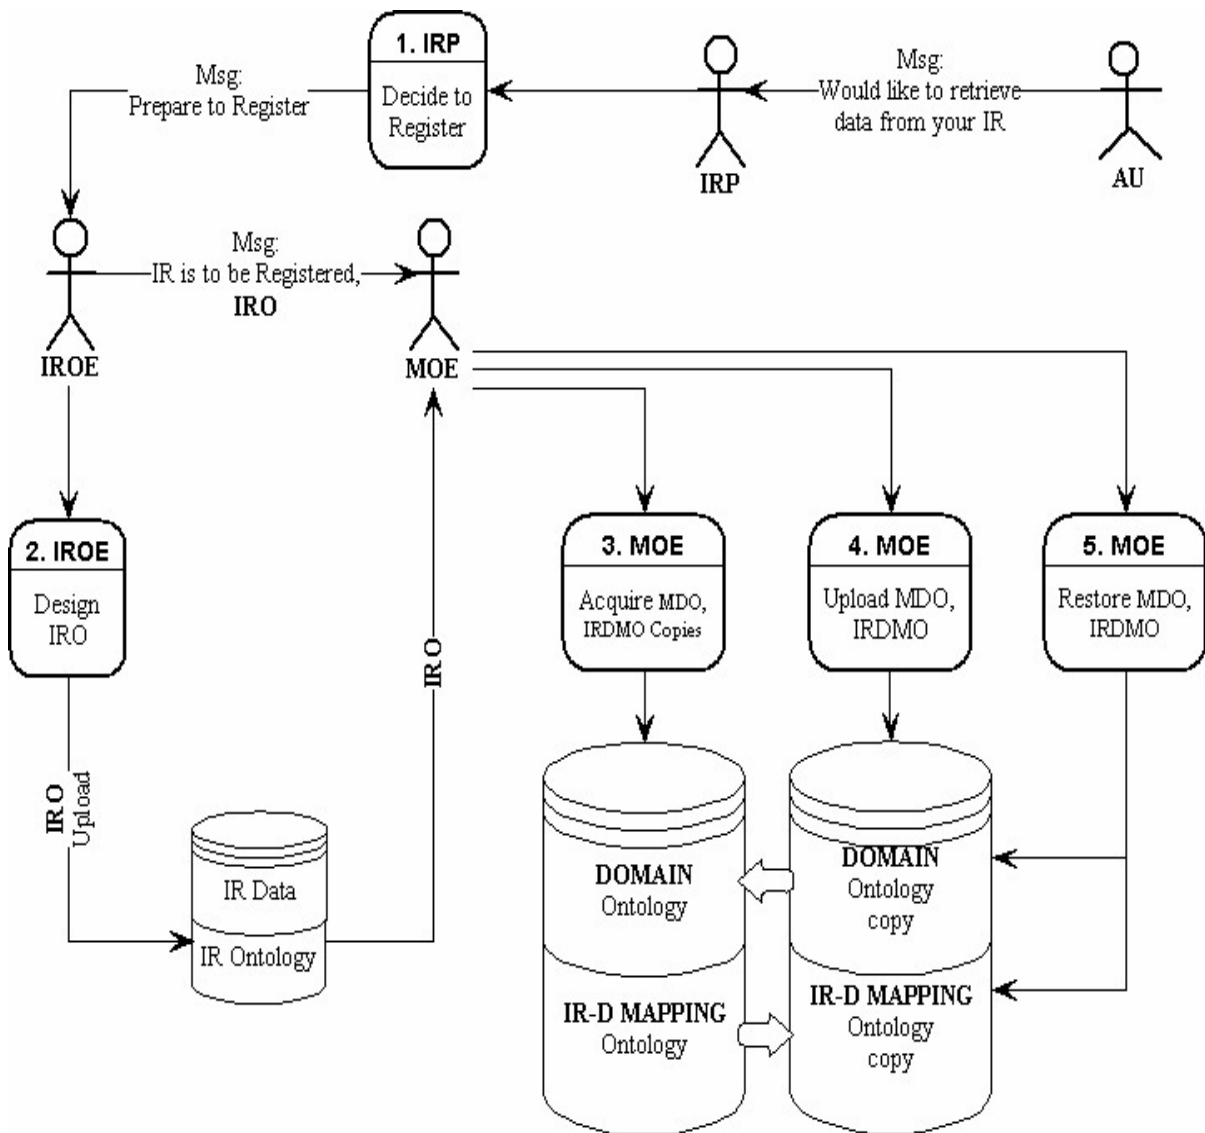 1. IRP
Decide to
Register
Msg:
Prepare to Register
Msg:
Would like to retrieve
data from your IR
IRP
AU
Msg:
IR is to be Registered,
IRO
IROE
MOE
2. IROE
Design
IRO
3. MOE
Acquire MDO,
IRDMO Copies
4. MOE
Upload MDO,
IRDMO
5. MOE
Restore MDO,
IRDMO
IRO
IRO
Upload
IR Data
IR Ontology
DOMAIN
Ontology
IR-D MAPPING
Ontology
DOMAIN
Ontology
copy
IR-D MAPPING
Ontology
copy